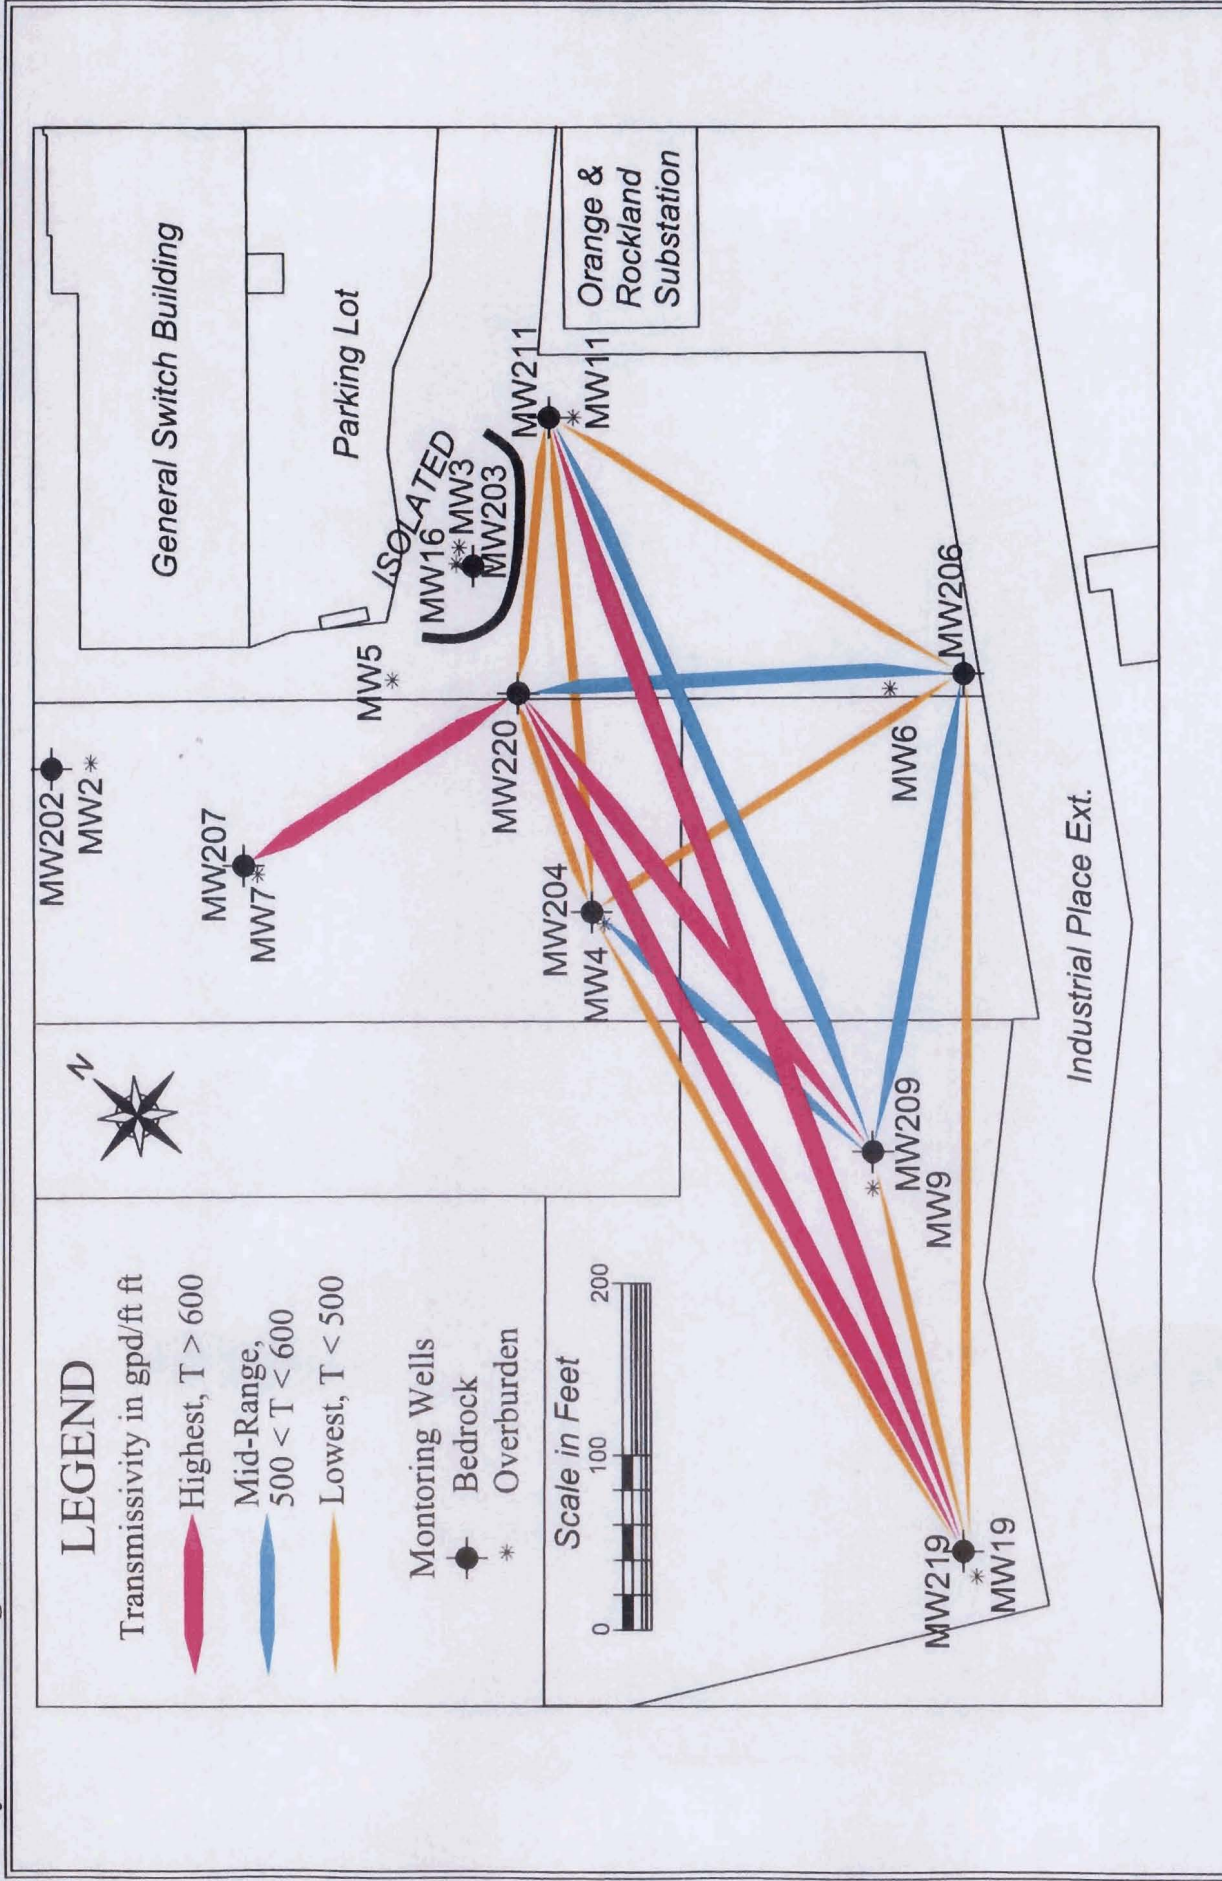 LEGEND
Transmissivity in gpd/ft ft
Highest, T > 600
Mid-Range,
500 < T < 600
Lowest, T < 500
Montoring Wells
Bedrock
Overburden
Scale in Feet
0 100 200
N
MW202
MW2
MW207
MW7
MW5
General Switch Building
Parking Lot
ISOLATED
MW16
MW3
MW203
MW211
MW11
Orange &
Rockland
Substation
MW220
MW204
MW4
MW6
MW206
MW209
MW9
MW219
MW19
Industrial Place Ext.